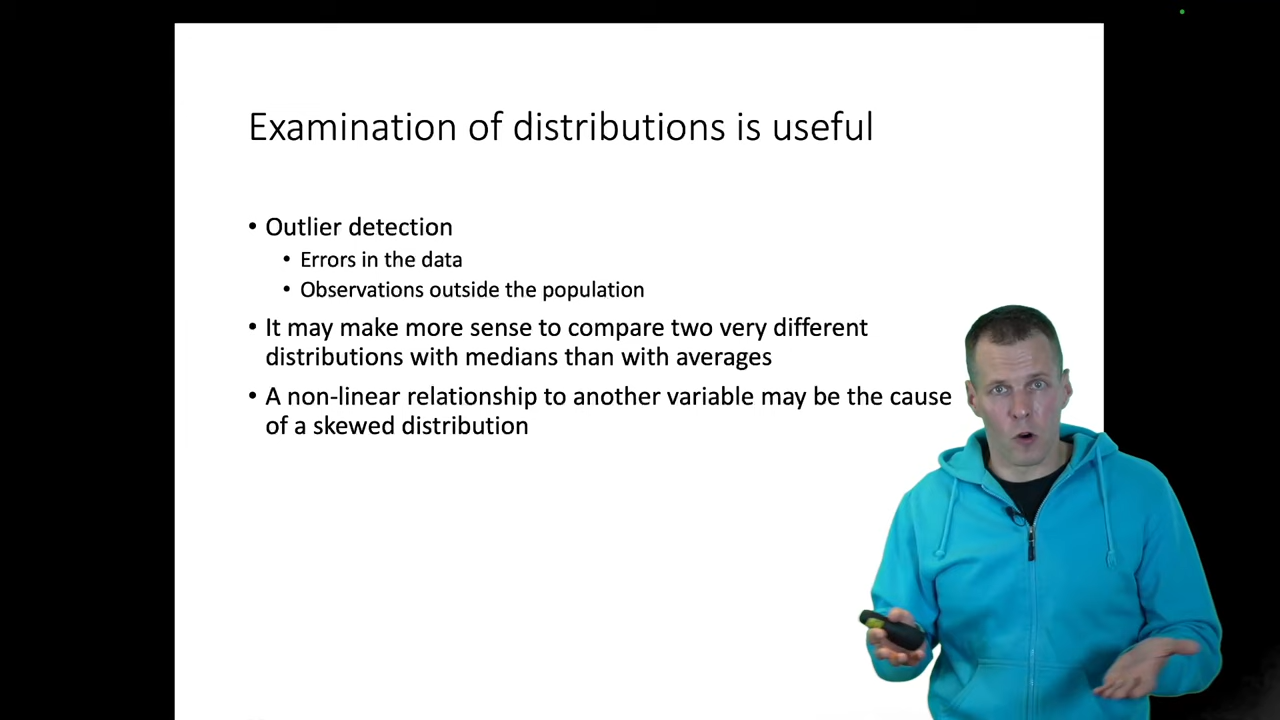 Examination of distributions is useful
• Outlier detection
• Errors in the data
• Observations outside the population
• It may make more sense to compare two very different
distributions with medians than with averages
• A non-linear relationship to another variable may be the cause
of a skewed distribution